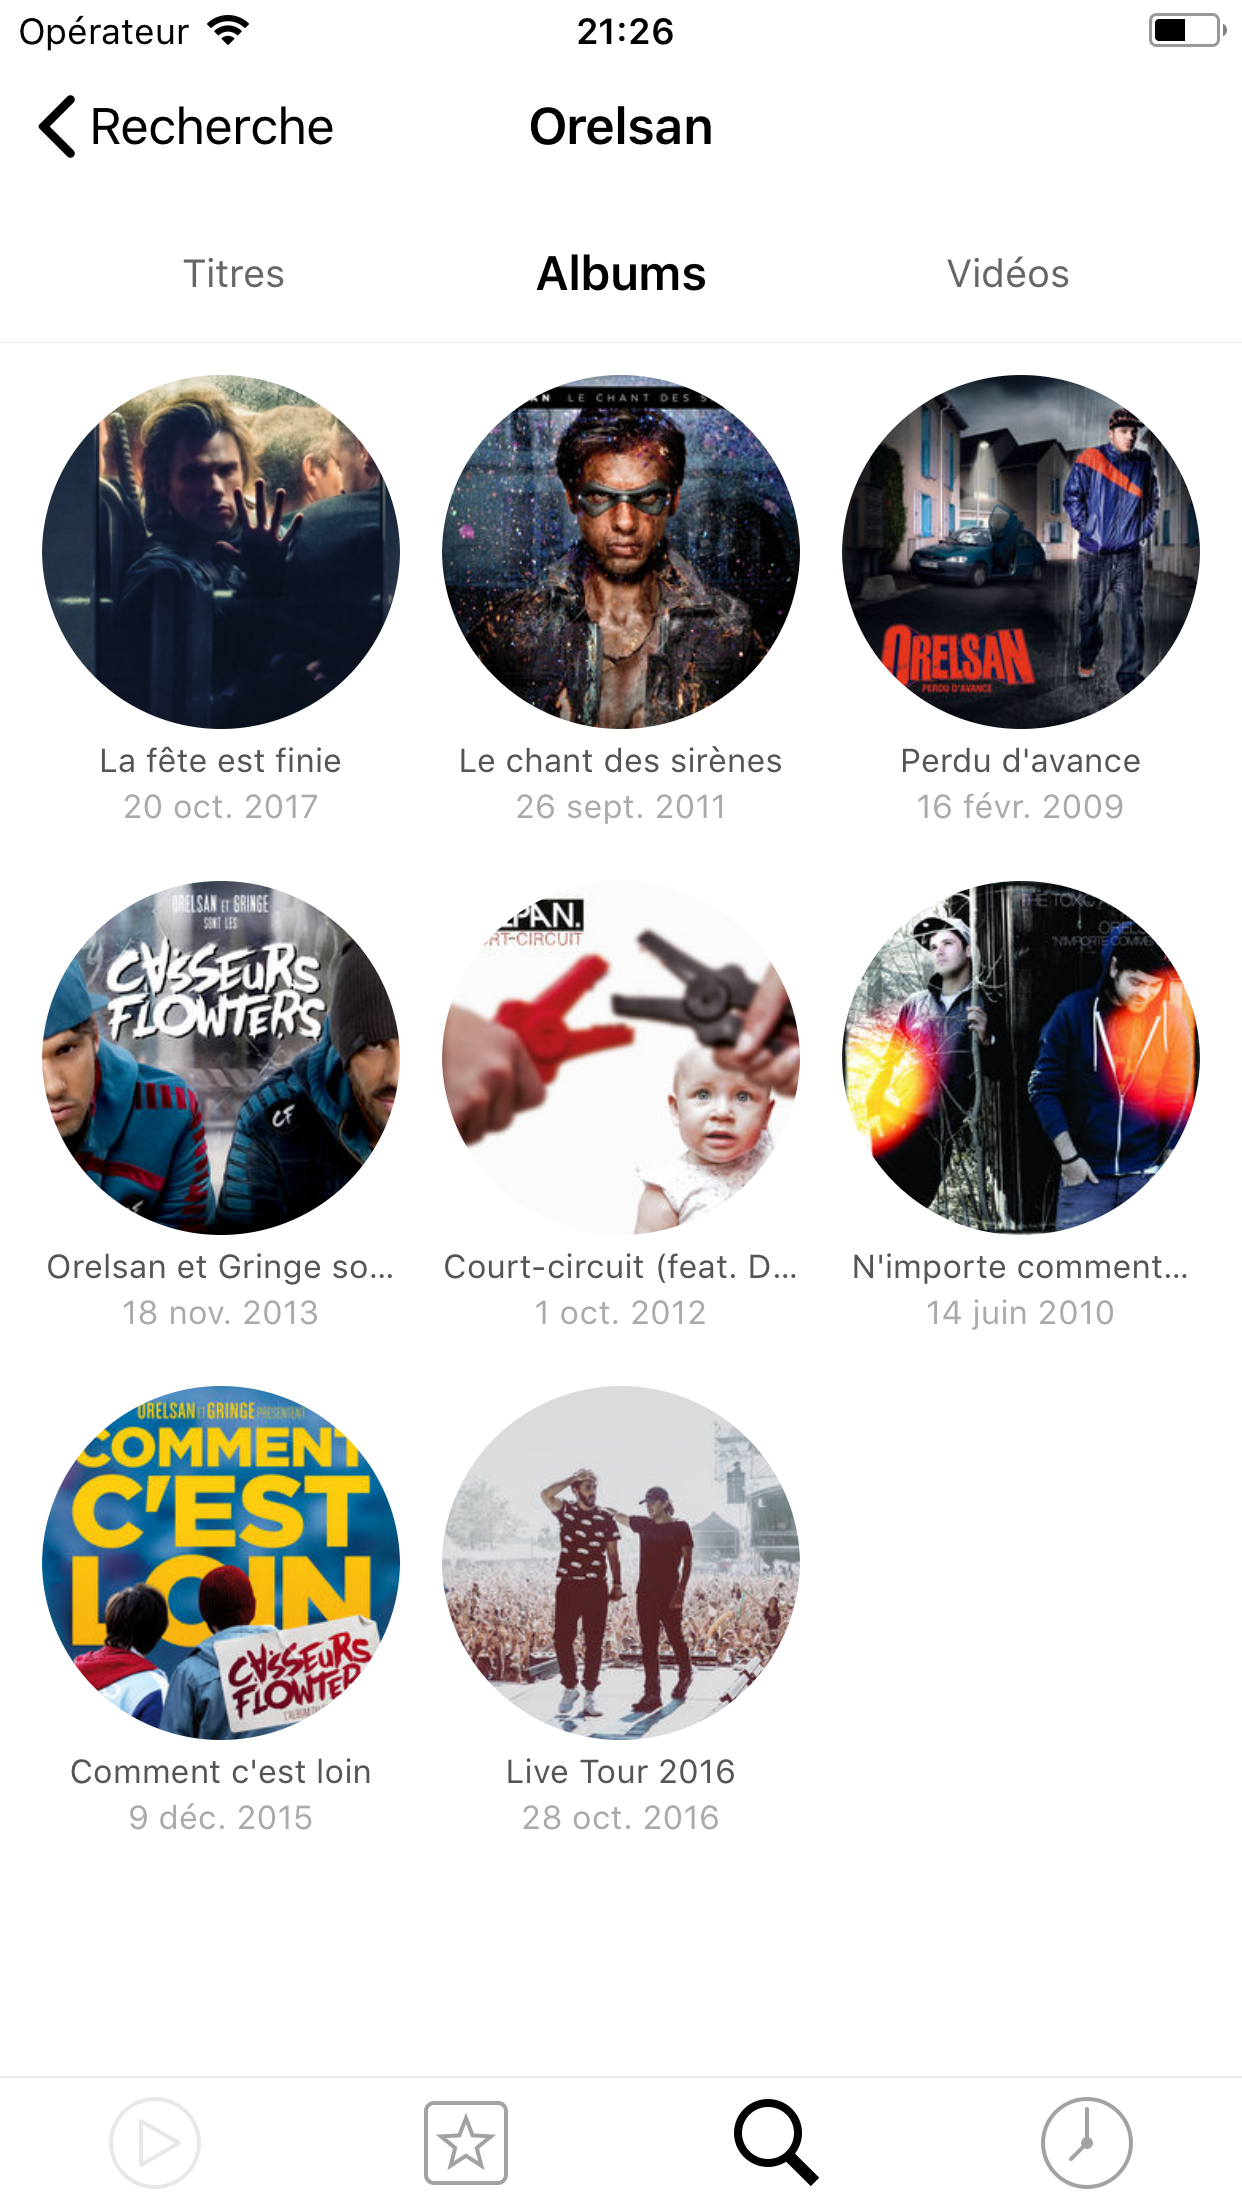 Opérateur 21:26
Recherche Orelsan
Titres Albums Vidéos
LE CHANT DES S
ORELSAN
PERDU D'AVANCE
La fête est finie Le chant des sirènes Perdu d'avance
20 oct. 2017 26 sept. 2011 16 févr. 2009
ORELSAN ET GRINGE
SONT LES
CASSEURS
FLOWTERS
CF
PAN.
RT-CIRCUIT
THE TOXIC
OREL
"N'IMPORTE COMME
Orelsan et Gringe so... Court-circuit (feat. D... N'importe comment...
18 nov. 2013 1 oct. 2012 14 juin 2010
ORELSAN ET GRINGE PRÉSENTENT
COMMENT
C'EST
LOIN
CASSEURS
FLOWTER
Comment c'est loin Live Tour 2016
9 déc. 2015 28 oct. 2016